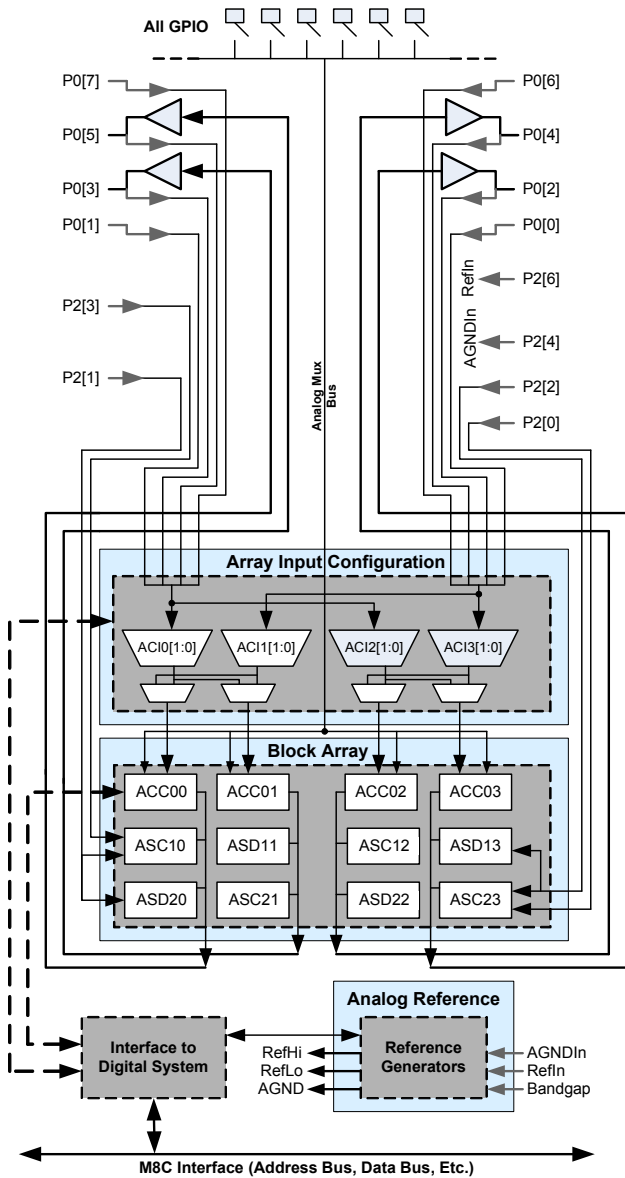 All GPIO
P0[7]
P0[6]
P0[5]
P0[4]
P0[3]
P0[2]
P0[1]
P0[0]
RefIn
P2[6]
P2[3]
AGNDIn
P2[4]
P2[1]
P2[2]
P2[0]
Analog Mux
Bus
Array Input Configuration
ACI0[1:0]
ACI1[1:0]
ACI2[1:0]
ACI3[1:0]
Block Array
ACC00
ACC01
ACC02
ACC03
ASC10
ASD11
ASC12
ASD13
ASD20
ASC21
ASD22
ASC23
Analog Reference
Interface to
Digital System
RefHi
RefLo
AGND
Reference
Generators
AGNDIn
RefIn
Bandgap
M8C Interface (Address Bus, Data Bus, Etc.)